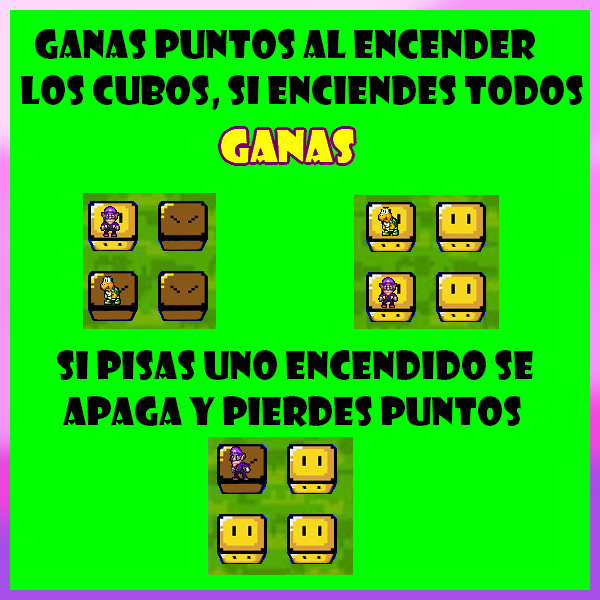 GANAS PUNTOS AL ENCENDER
LOS CUBOS, SI ENCIENDES TODOS
GANAS
SI PISAS UNO ENCENDIDO SE
APAGA Y PIERDES PUNTOS